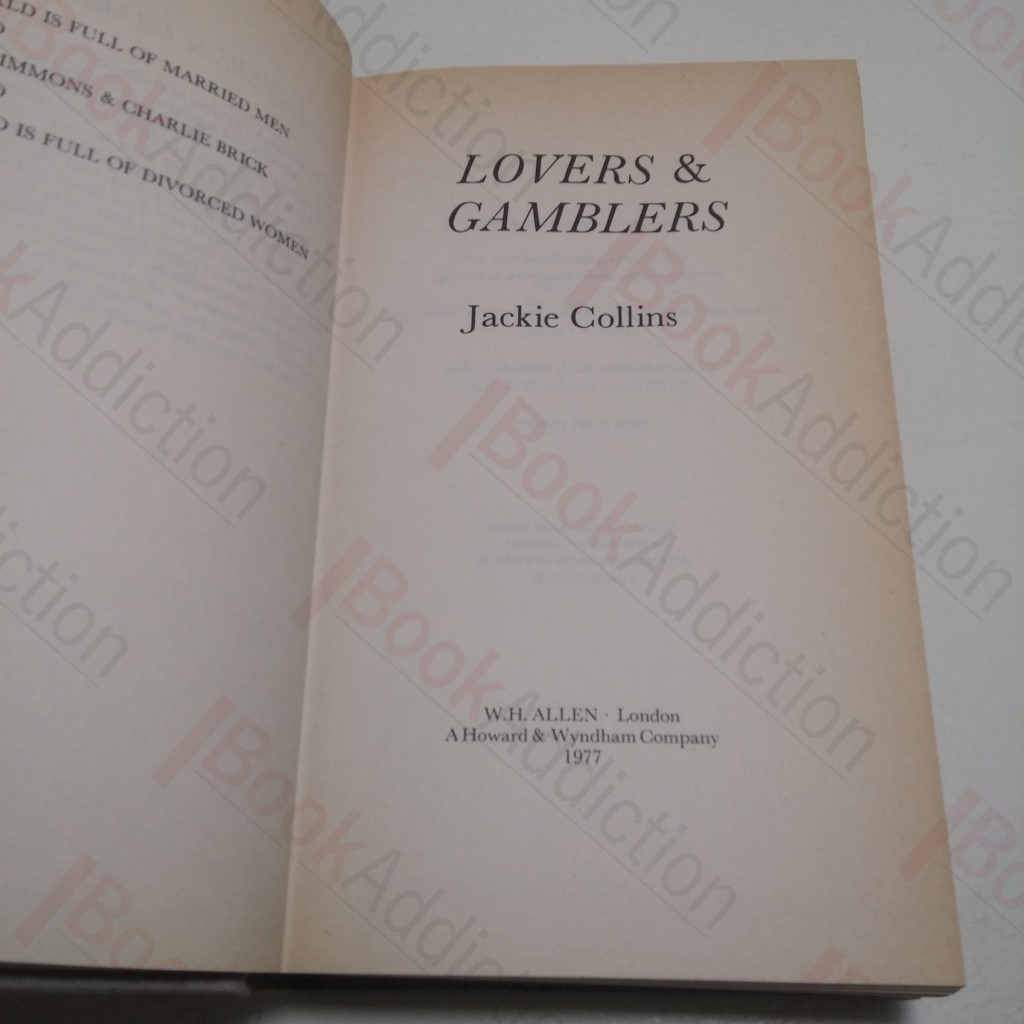 LD IS FULL OF MARRIED MEN
IMMONS & CHARLIE BRICK
IS FULL OF DIVORCED WOMEN
LOVERS &
GAMBLERS
Jackie Collins
W.H. ALLEN · London
A Howard & Wyndham Company
1977
BookAddiction